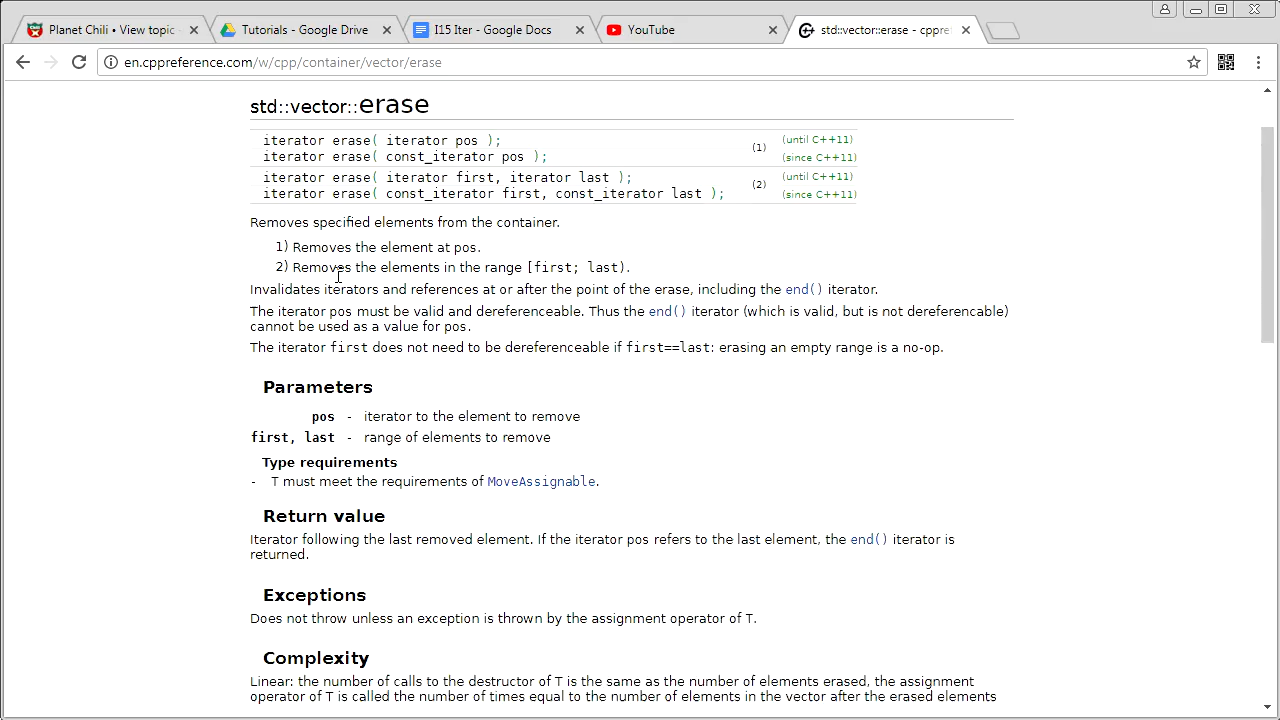 Planet Chili • View topic
Tutorials - Google Drive
I15 Iter - Google Docs
YouTube
std::vector::erase - cppre
en.cppreference.com/w/cpp/container/vector/erase
std::vector::erase
iterator erase( iterator pos ); (until C++11)
(1)
iterator erase( const_iterator pos ); (since C++11)
iterator erase( iterator first, iterator last ); (until C++11)
(2)
iterator erase( const_iterator first, const_iterator last ); (since C++11)
Removes specified elements from the container.
1) Removes the element at pos.
2) Removes the elements in the range [first; last).
Invalidates iterators and references at or after the point of the erase, including the end() iterator.
The iterator pos must be valid and dereferenceable. Thus the end() iterator (which is valid, but is not dereferencable)
cannot be used as a value for pos.
The iterator first does not need to be dereferenceable if first==last: erasing an empty range is a no-op.
Parameters
pos - iterator to the element to remove
first, last - range of elements to remove
Type requirements
- T must meet the requirements of MoveAssignable.
Return value
Iterator following the last removed element. If the iterator pos refers to the last element, the end() iterator is
returned.
Exceptions
Does not throw unless an exception is thrown by the assignment operator of T.
Complexity
Linear: the number of calls to the destructor of T is the same as the number of elements erased, the assignment
operator of T is called the number of times equal to the number of elements in the vector after the erased elements